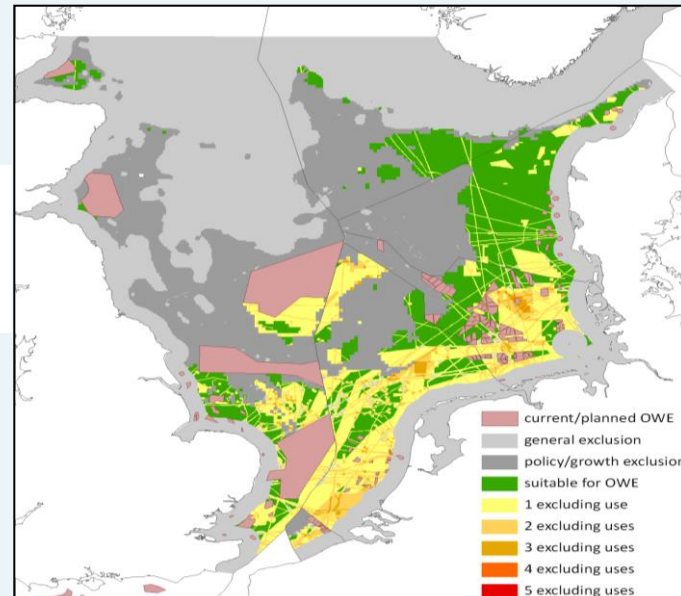 current/planned OWE
general exclusion
policy/growth exclusion
suitable for OWE
1 excluding use
2 excluding uses
3 excluding uses
4 excluding uses
5 excluding uses